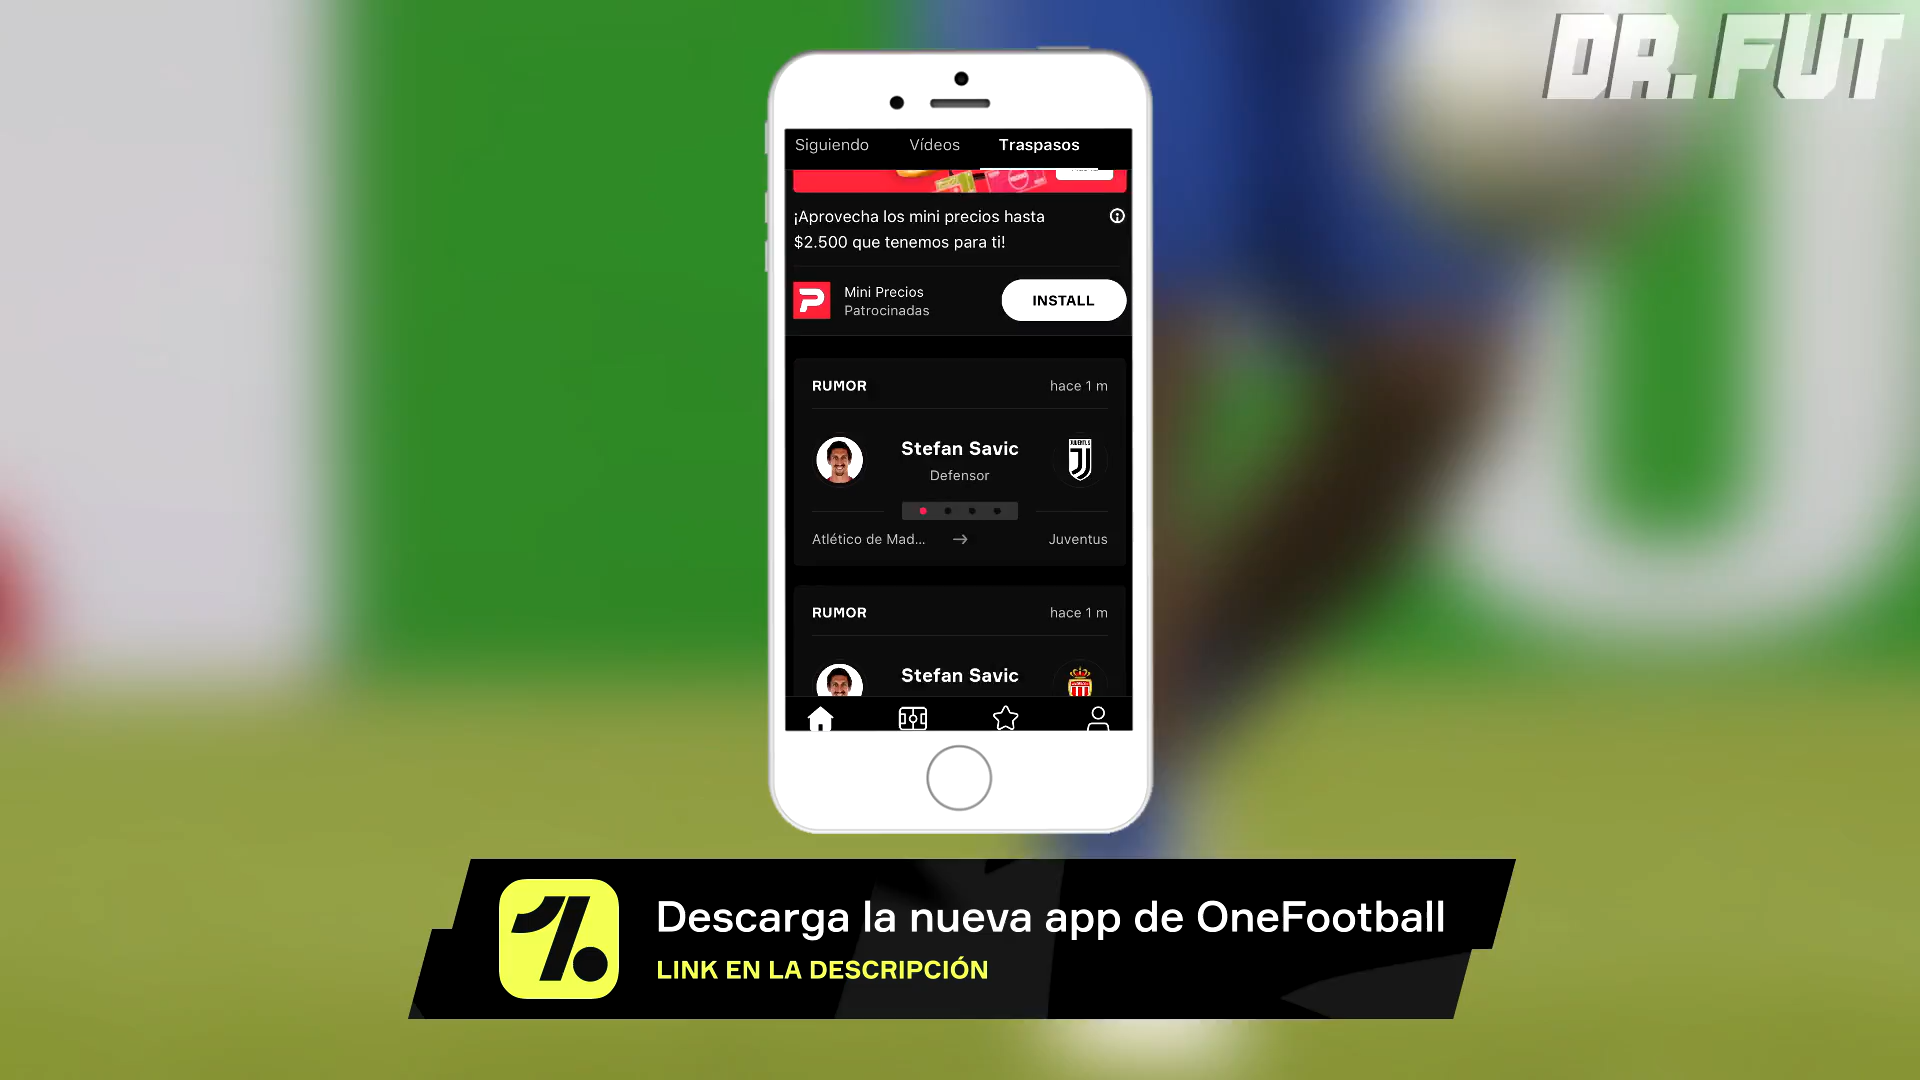 DR. FUT
Siguiendo Vídeos Traspasos
¡Aprovecha los mini precios hasta
$2.500 que tenemos para ti!
Mini Precios
Patrocinadas
INSTALL
RUMOR hace 1 m
Stefan Savic
Defensor
JUVENTUS
Atlético de Mad... → Juventus
RUMOR hace 1 m
Stefan Savic
Descarga la nueva app de OneFootball
LINK EN LA DESCRIPCIÓN